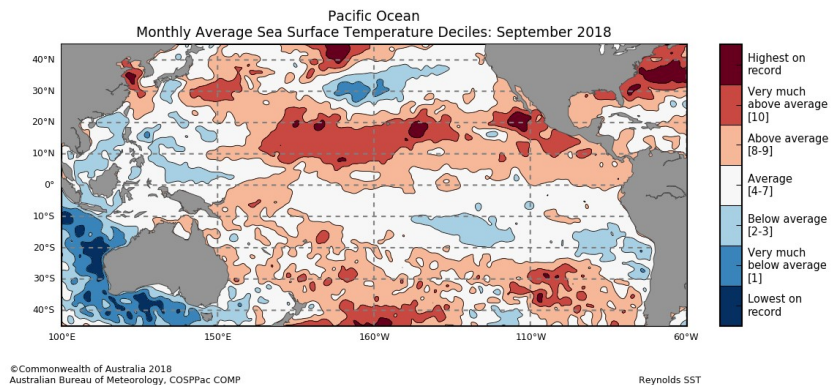 Pacific Ocean
Monthly Average Sea Surface Temperature Deciles: September 2018
40°N
30°N
20°N
10°N
0°
10°S
20°S
30°S
40°S
100°E
150°E
160°W
110°W
60°W
Highest on
record
Very much
above average
[10]
Above average
[8-9]
Average
[4-7]
Below average
[2-3]
Very much
below average
[1]
Lowest on
record
©Commonwealth of Australia 2018
Australian Bureau of Meteorology, COSPPac COMP
Reynolds SST